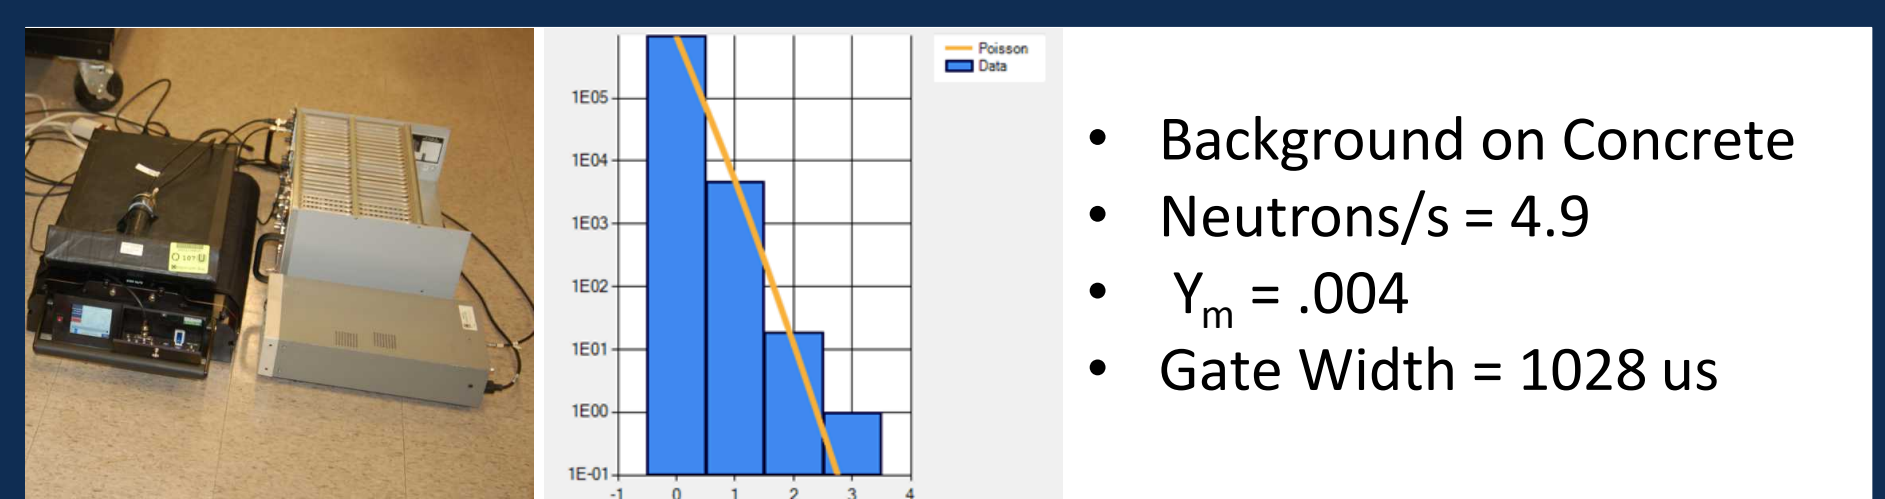 Poisson
Data
1E05
1E04
1E03
1E02
1E01
1E00
1E-01
-1 0 1 2 3 4
• Background on Concrete
• Neutrons/s = 4.9
• Yₘ = .004
• Gate Width = 1028 us